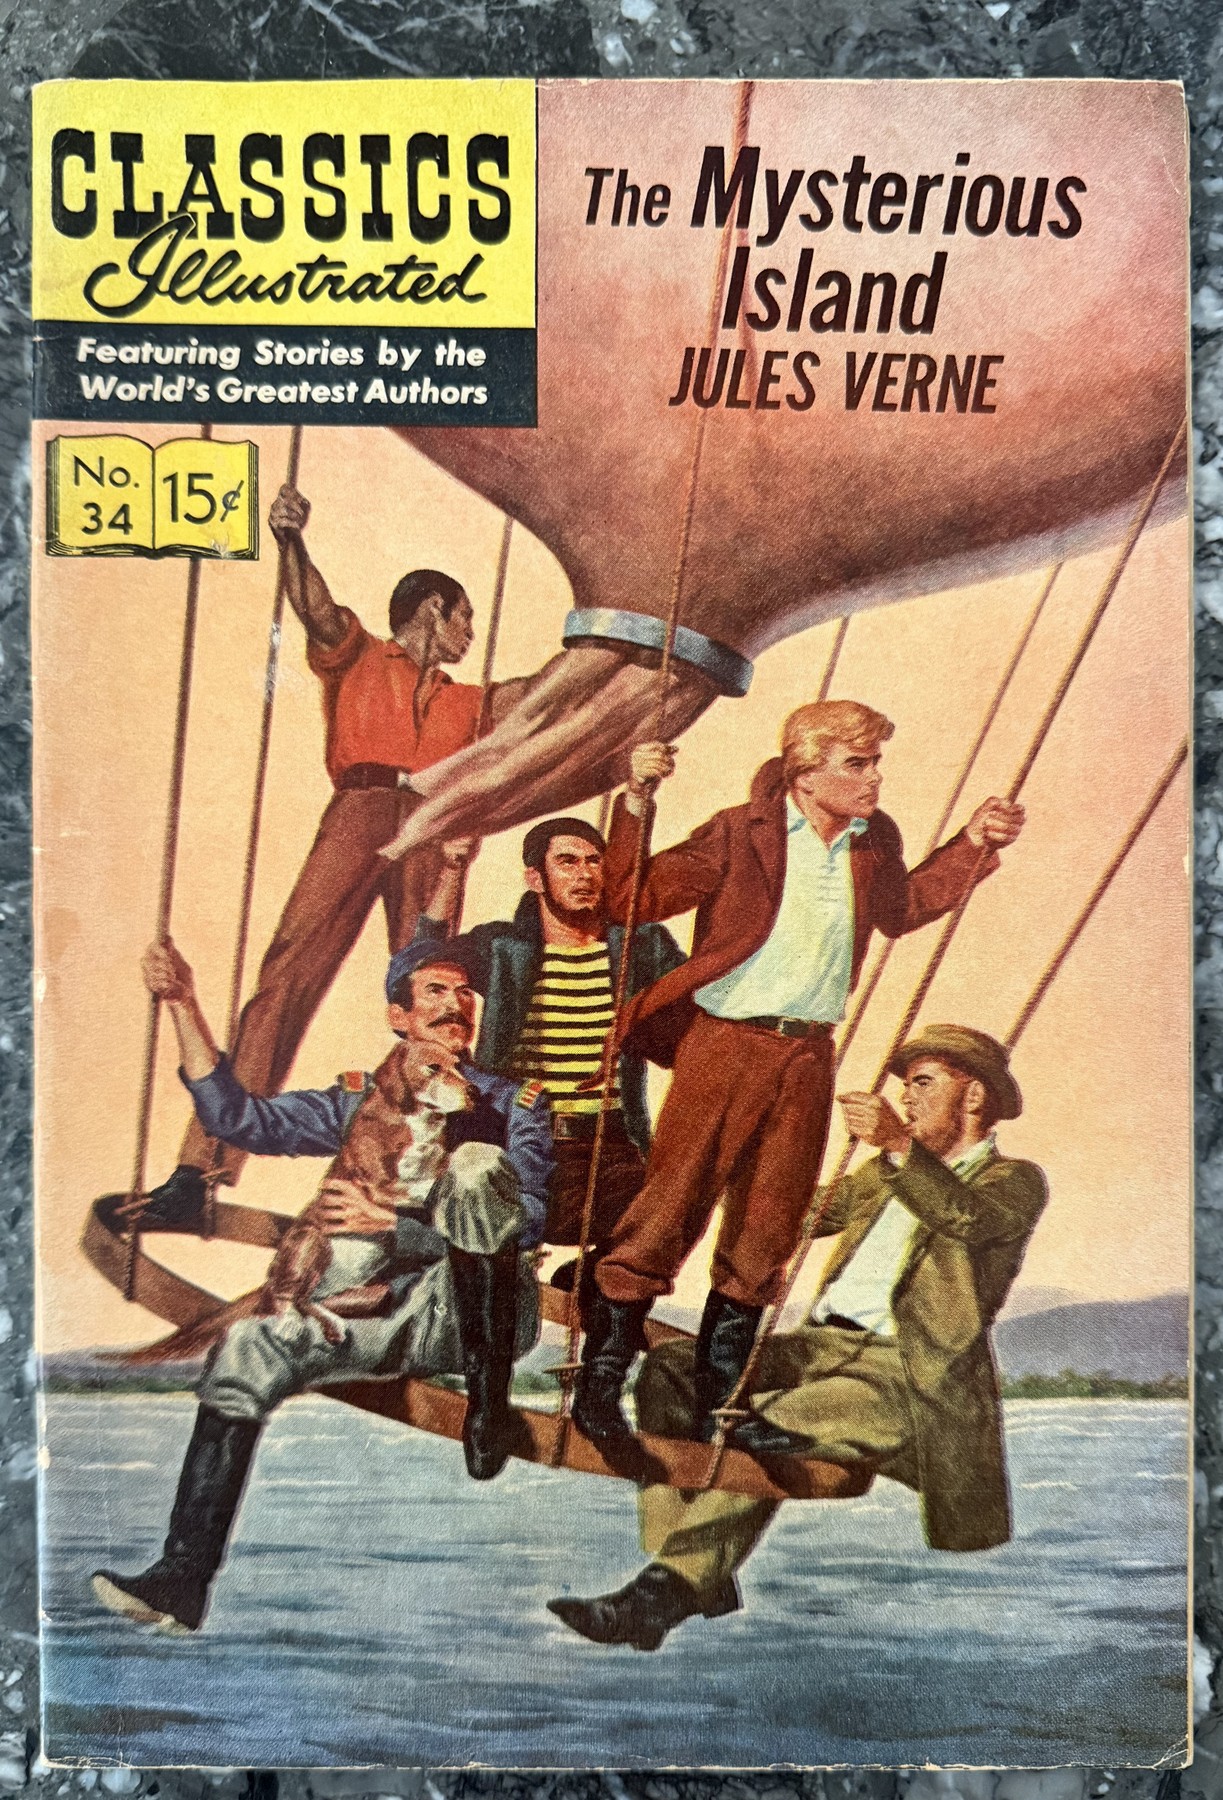 CLASSICS
Illustrated
Featuring Stories by the
World's Greatest Authors
No.
34
15¢
The Mysterious
Island
JULES VERNE